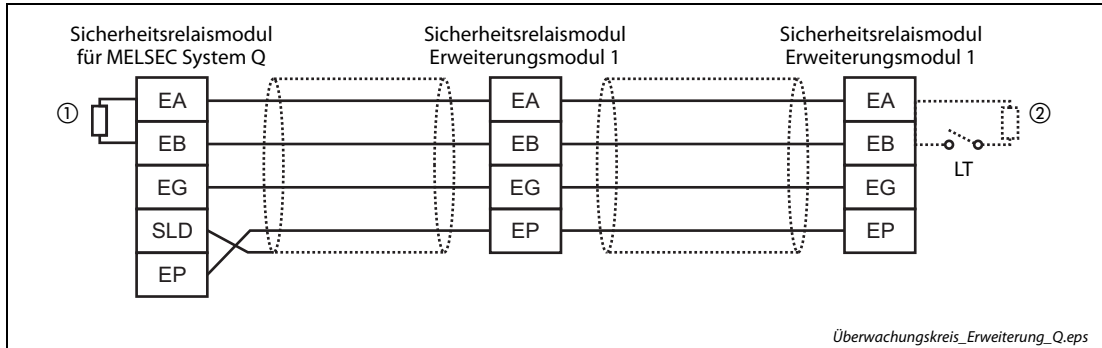 Sicherheitsrelaismodul
für MELSEC System Q
Sicherheitsrelaismodul
Erweiterungsmodul 1
Sicherheitsrelaismodul
Erweiterungsmodul 1
①
EA
EB
EG
SLD
EP
EA
EB
EG
EP
EA
EB
EG
EP
②
LT
Überwachungskreis_Erweiterung_Q.eps